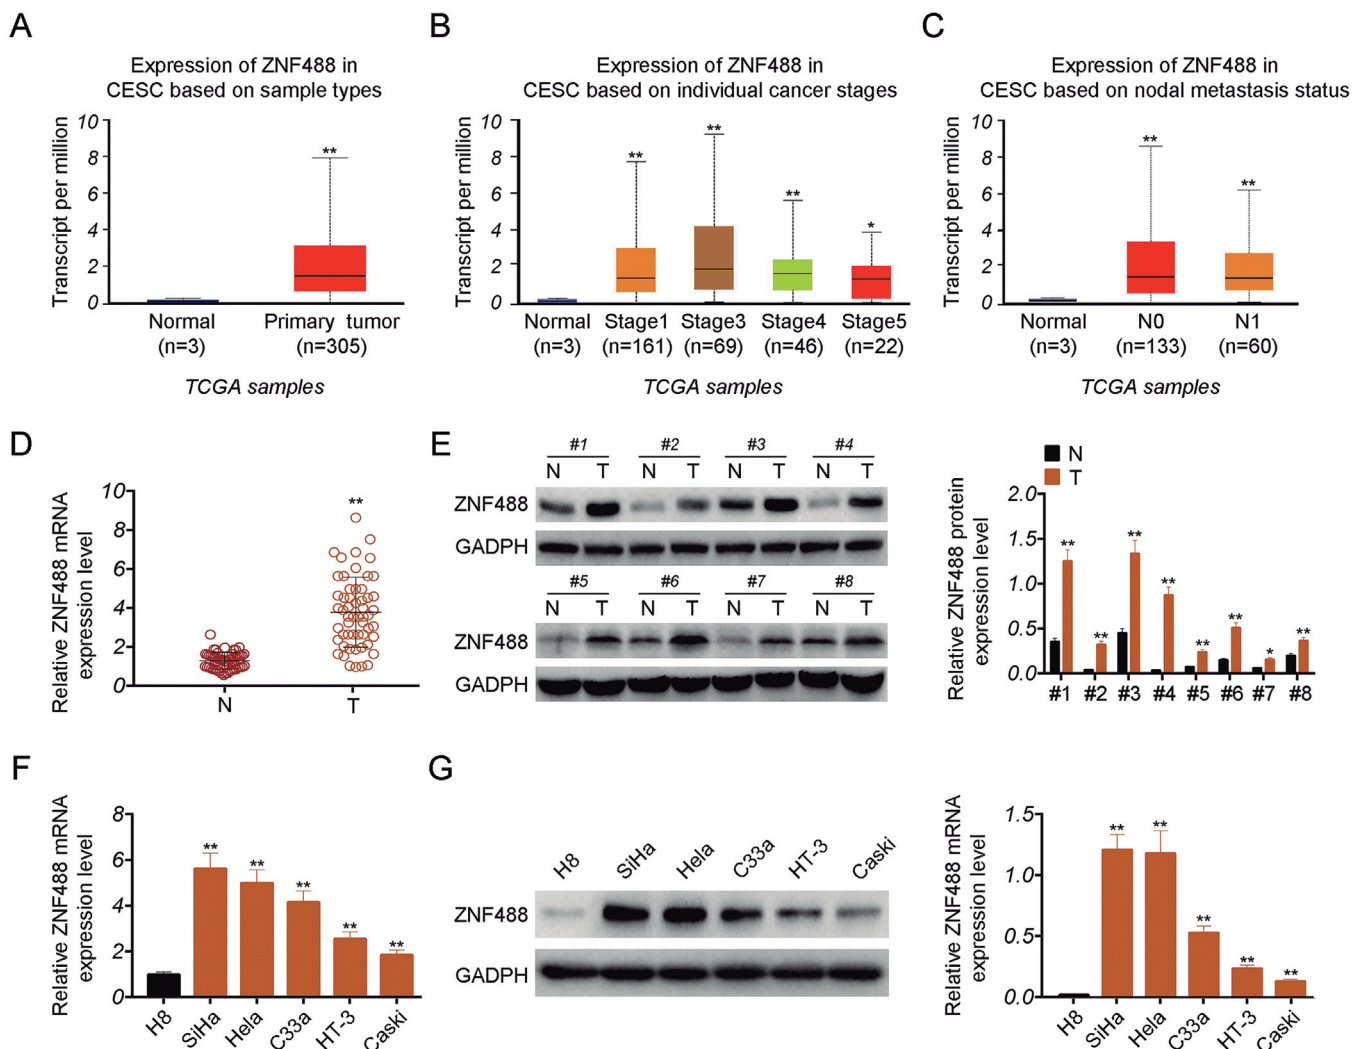 A
Expression of ZNF488 in
CESC based on sample types
Transcript per million
10
8
6
4
2
0
**
Normal
(n=3)
Primary tumor
(n=305)
TCGA samples
B
Expression of ZNF488 in
CESC based on individual cancer stages
Transcript per million
10
8
6
4
2
0
**
**
**
*
Normal
(n=3)
Stage1
(n=161)
Stage3
(n=69)
Stage4
(n=46)
Stage5
(n=22)
TCGA samples
C
Expression of ZNF488 in
CESC based on nodal metastasis status
Transcript per million
10
8
6
4
2
0
**
**
Normal
(n=3)
N0
(n=133)
N1
(n=60)
TCGA samples
D
Relative ZNF488 mRNA
expression level
10
8
6
4
2
0
**
N
T
E
#1 #2 #3 #4
N T N T N T N T
ZNF488
GADPH
#5 #6 #7 #8
N T N T N T N T
ZNF488
GADPH
N
T
Relative ZNF488 protein
expression level
2.0
1.5
1.0
0.5
0.0
**
**
**
**
**
**
*
**
#1 #2 #3 #4 #5 #6 #7 #8
F
Relative ZNF488 mRNA
expression level
8
6
4
2
0
**
**
**
**
**
H8 SiHa Hela C33a HT-3 Caski
G
H8 SiHa Hela C33a HT-3 Caski
ZNF488
GADPH
Relative ZNF488 mRNA
expression level
1.5
1.0
0.5
0.0
**
**
**
**
**
H8 SiHa Hela C33a HT-3 Caski